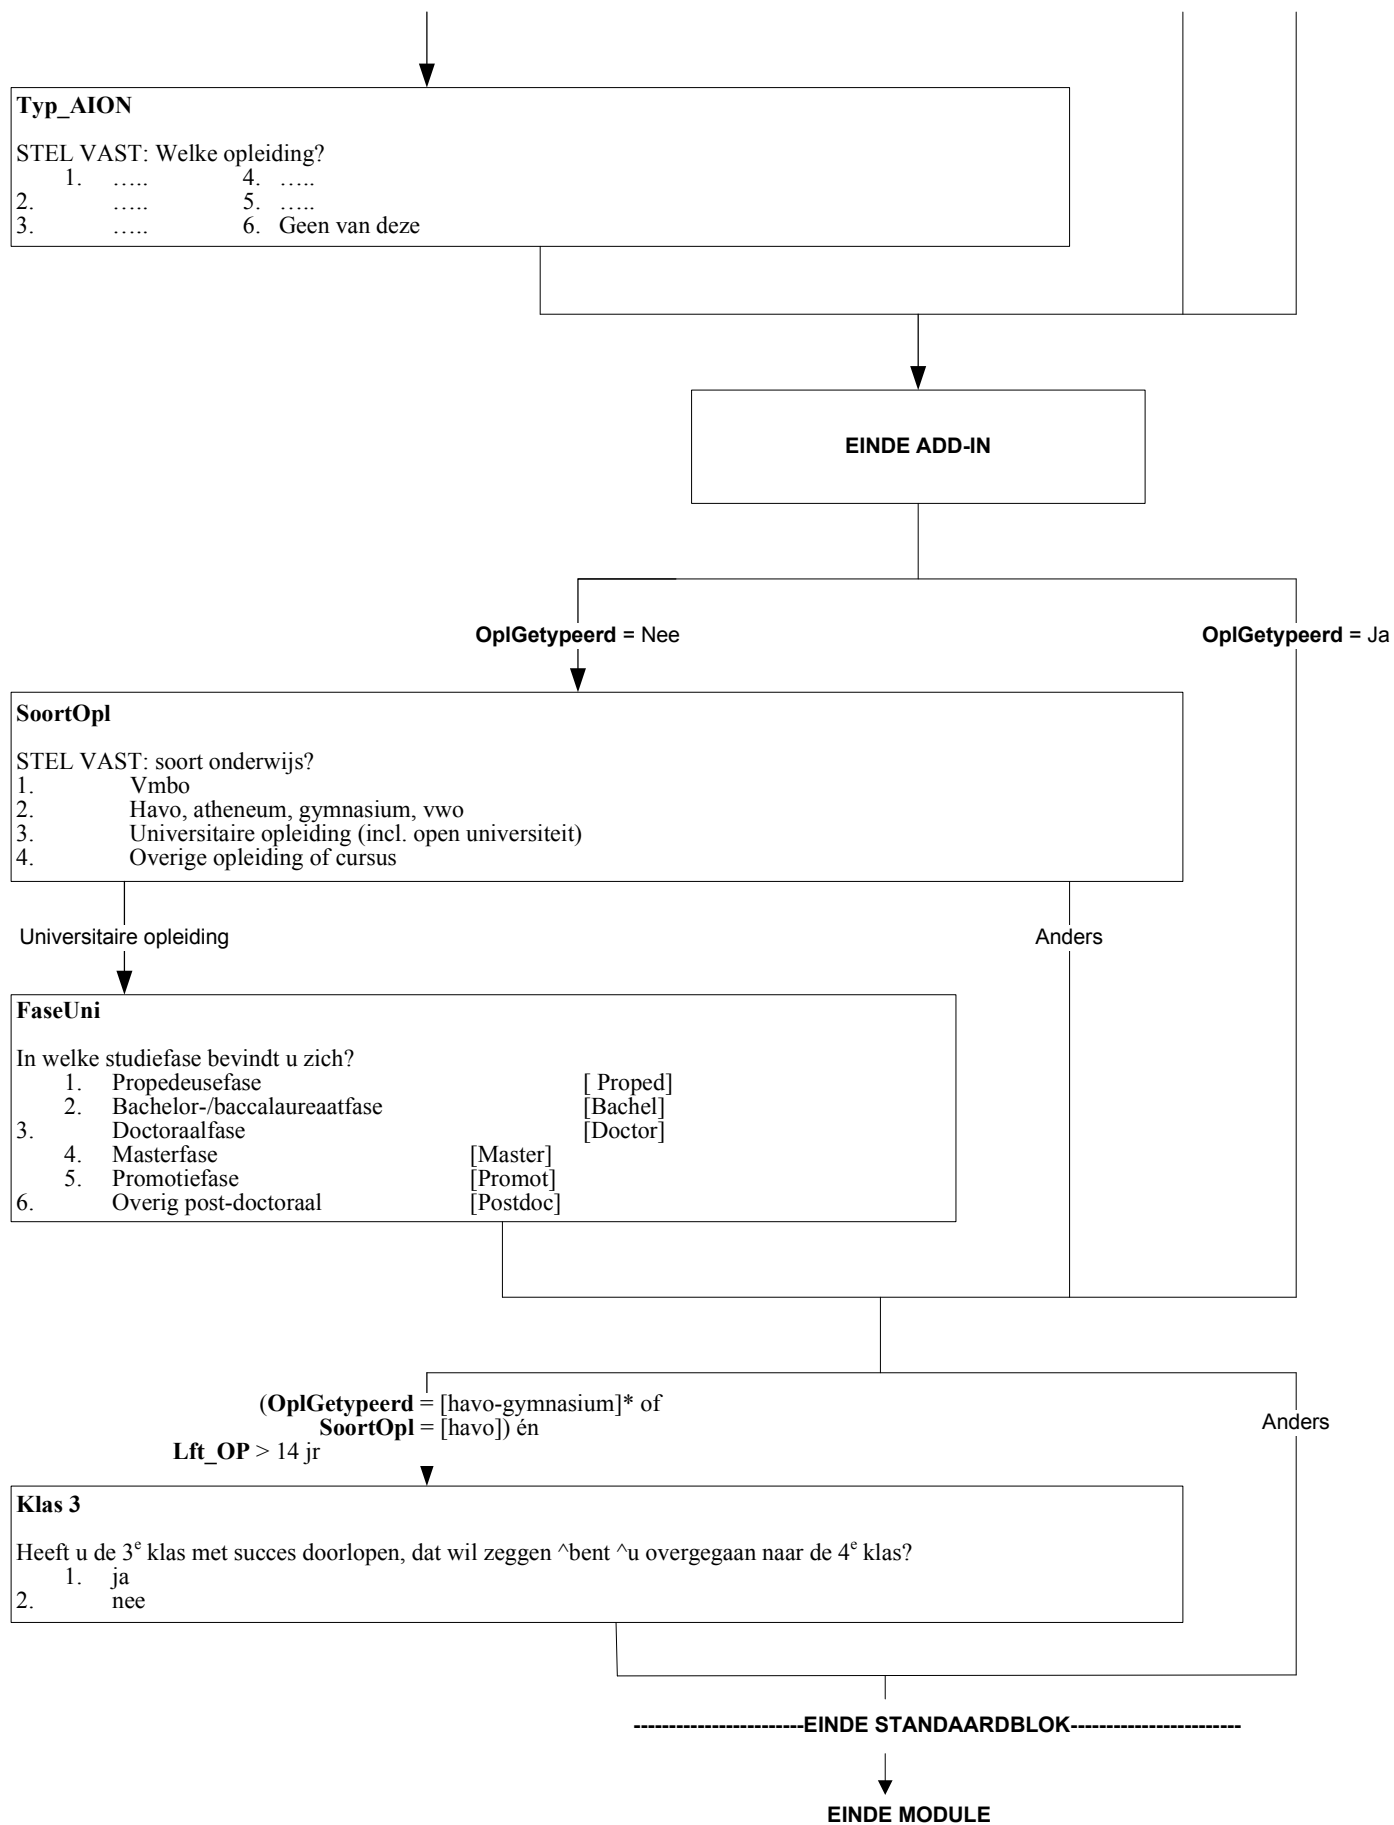 Typ_AION
STEL VAST: Welke opleiding?
1. ….. 4. …..
2. ….. 5. …..
3. ….. 6. Geen van deze
EINDE ADD-IN
OplGetypeerd = Nee
OplGetypeerd = Ja
SoortOpl
STEL VAST: soort onderwijs?
1. Vmbo
2. Havo, atheneum, gymnasium, vwo
3. Universitaire opleiding (incl. open universiteit)
4. Overige opleiding of cursus
Universitaire opleiding
Anders
FaseUni
In welke studiefase bevindt u zich?
1. Propedeusefase [ Proped]
2. Bachelor-/baccalaureaatfase [Bachel]
3. Doctoraalfase [Doctor]
4. Masterfase [Master]
5. Promotiefase [Promot]
6. Overig post-doctoraal [Postdoc]
(OplGetypeerd = [havo-gymnasium]* of
SoortOpl = [havo]) én
Lft_OP > 14 jr
Anders
Klas 3
Heeft u de 3e klas met succes doorlopen, dat wil zeggen ^bent ^u overgegaan naar de 4e klas?
1. ja
2. nee
------------------------EINDE STANDAARDBLOK------------------------
EINDE MODULE